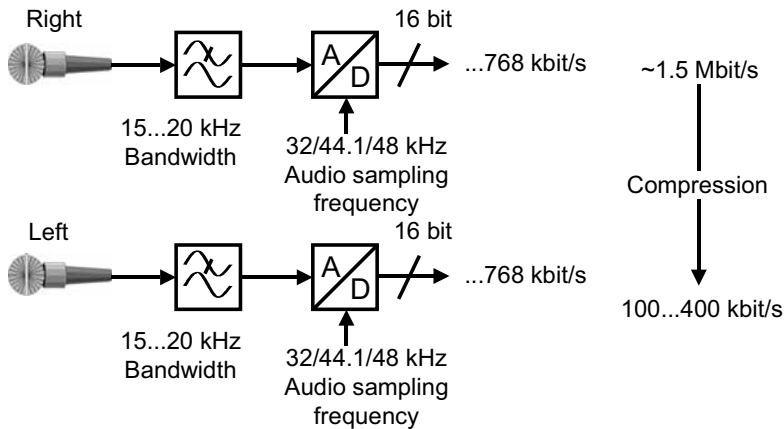 Right
16 bit
A
D
...768 kbit/s
15...20 kHz
Bandwidth
32/44.1/48 kHz
Audio sampling
frequency
Left
16 bit
A
D
...768 kbit/s
15...20 kHz
Bandwidth
32/44.1/48 kHz
Audio sampling
frequency
~1.5 Mbit/s
Compression
100...400 kbit/s